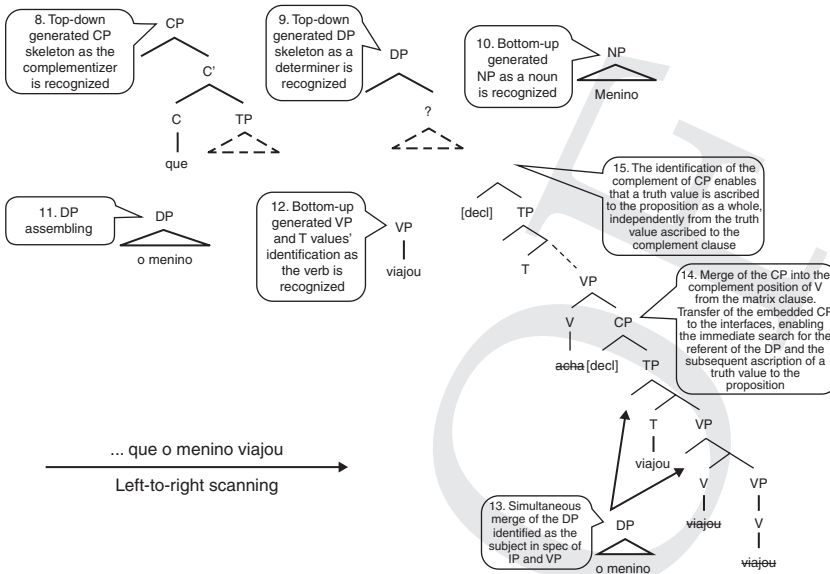 8. Top-down
generated CP
skeleton as the
complementizer
is recognized
CP
C'
C
TP
que
9. Top-down
generated DP
skeleton as a
determiner is
recognized
DP
?
10. Bottom-up
generated
NP as a noun
is recognized
NP
Menino
11. DP
assembling
DP
o menino
12. Bottom-up
generated VP
and T values'
identification as
the verb is
recognized
VP
viajou
15. The identification of the
complement of CP enables
that a truth value is ascribed
to the proposition as a whole,
independently from the truth
value ascribed to the
complement clause
[decl]
TP
T
VP
V
CP
acha
[decl]
TP
14. Merge of the CP into the
complement position of V
from the matrix clause.
Transfer of the embedded CP
to the interfaces, enabling
the immediate search for the
referent of the DP and the
subsequent ascription of a
truth value to the
proposition
T
VP
viajou
V
VP
viajou
V
viajou
... que o menino viajou
Left-to-right scanning
13. Simultaneous
merge of the DP
identified as the
subject in spec of
IP and VP
DP
o menino